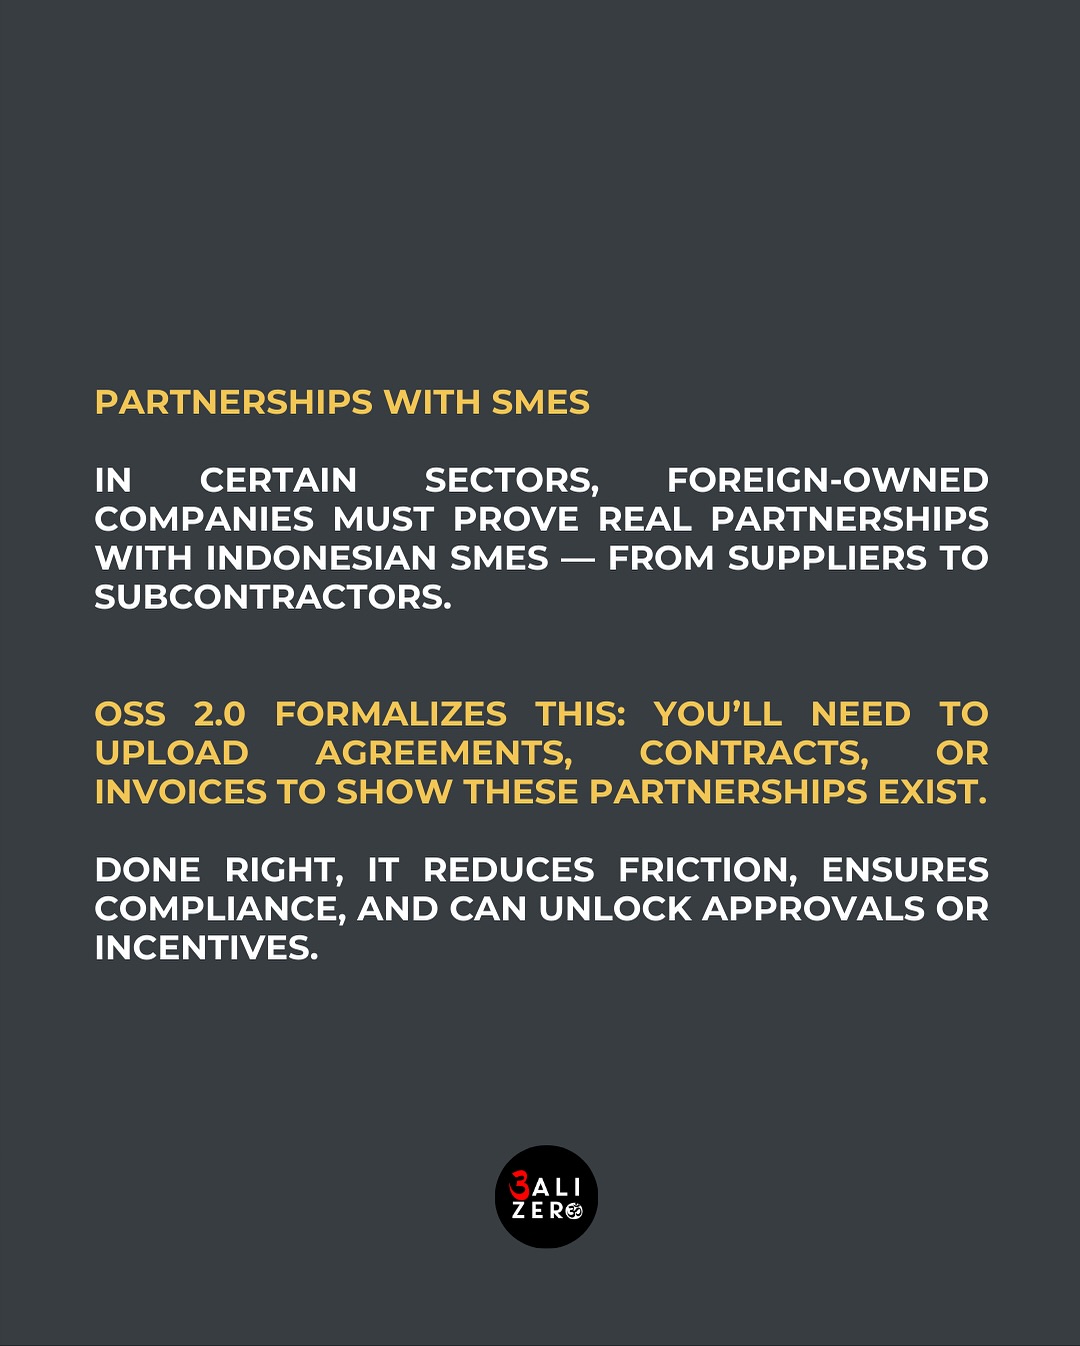 PARTNERSHIPS WITH SMES
IN CERTAIN SECTORS, FOREIGN-OWNED
COMPANIES MUST PROVE REAL PARTNERSHIPS
WITH INDONESIAN SMES — FROM SUPPLIERS TO
SUBCONTRACTORS.
OSS 2.0 FORMALIZES THIS: YOU’LL NEED TO
UPLOAD AGREEMENTS, CONTRACTS, OR
INVOICES TO SHOW THESE PARTNERSHIPS EXIST.
DONE RIGHT, IT REDUCES FRICTION, ENSURES
COMPLIANCE, AND CAN UNLOCK APPROVALS OR
INCENTIVES.
3ALI
ZERO